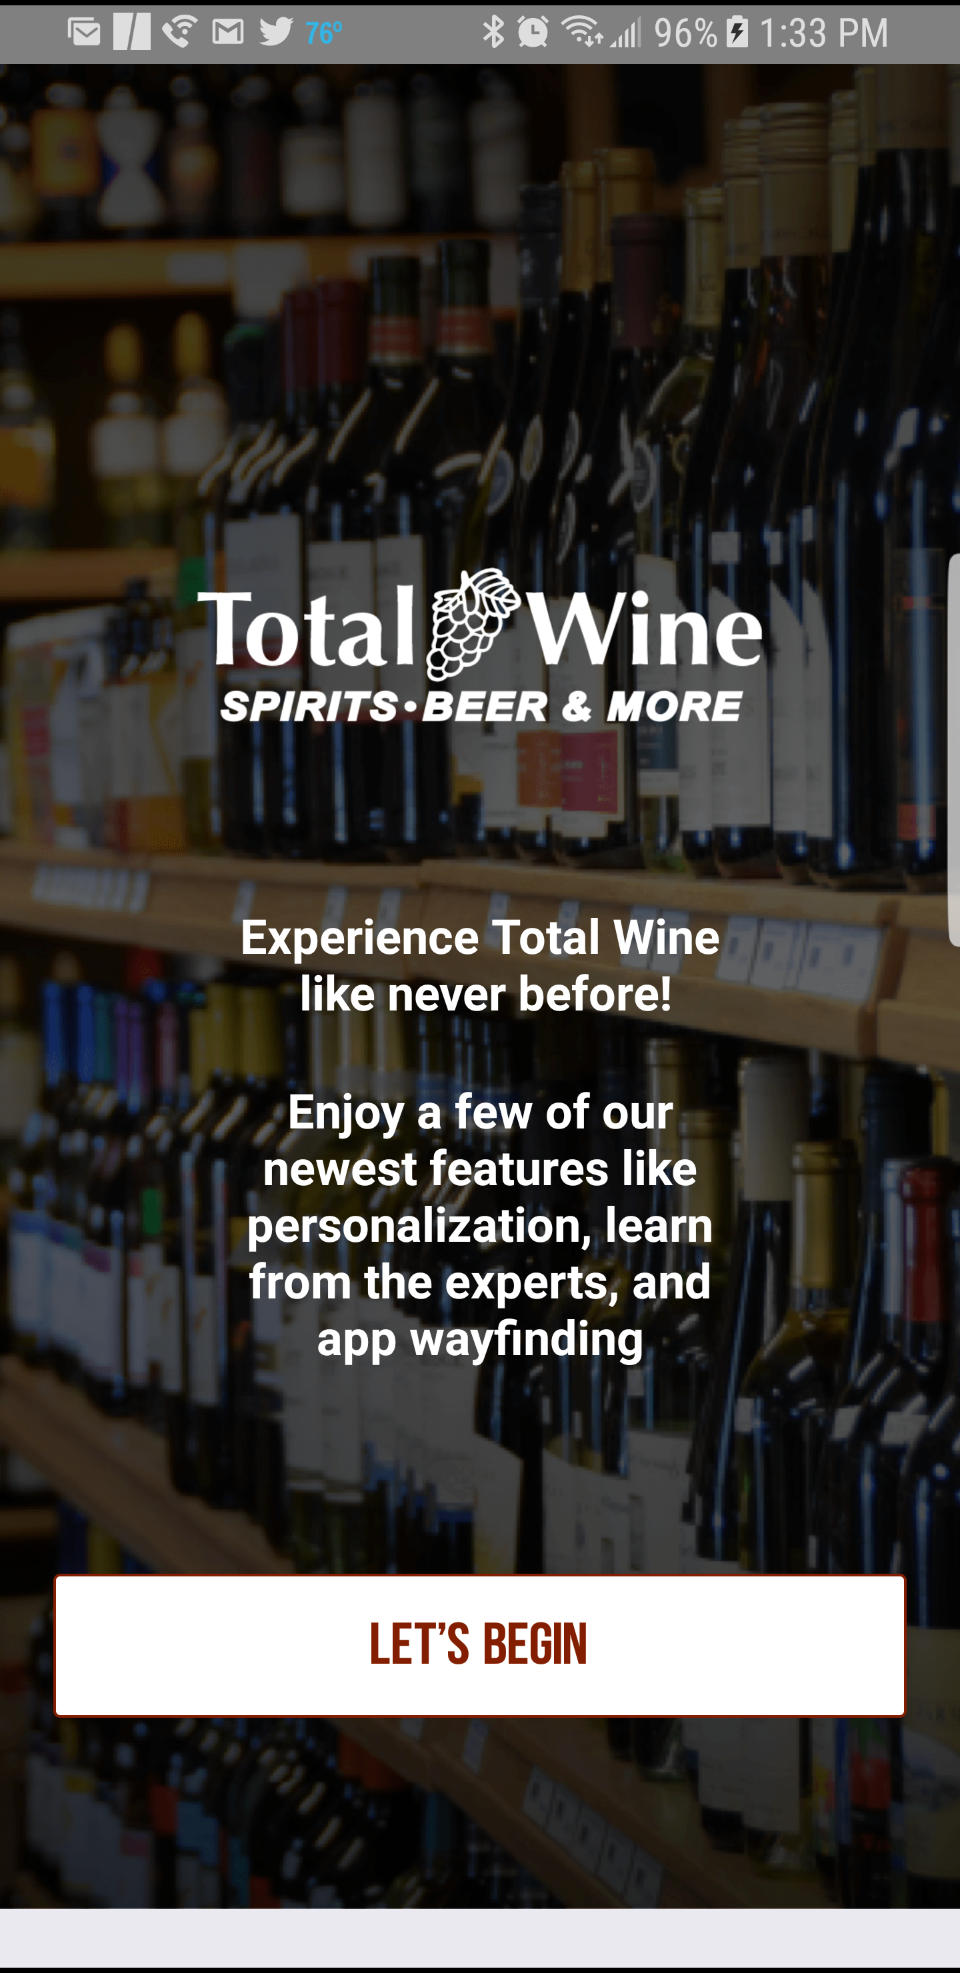 76° 96% 1:33 PM
Total Wine
SPIRITS•BEER & MORE
Experience Total Wine
like never before!
Enjoy a few of our
newest features like
personalization, learn
from the experts, and
app wayfinding
LET'S BEGIN